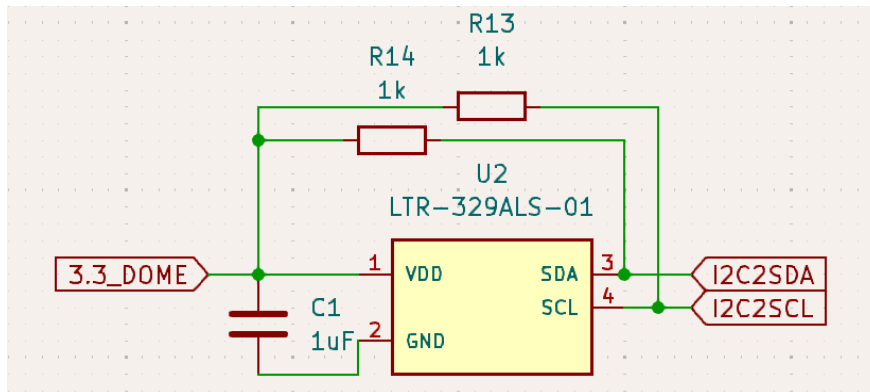 R13
1k
R14
1k
U2
LTR-329ALS-01
3.3_DOME
1
VDD
SDA
3
I2C2SDA
SCL
4
I2C2SCL
C1
1uF
2
GND